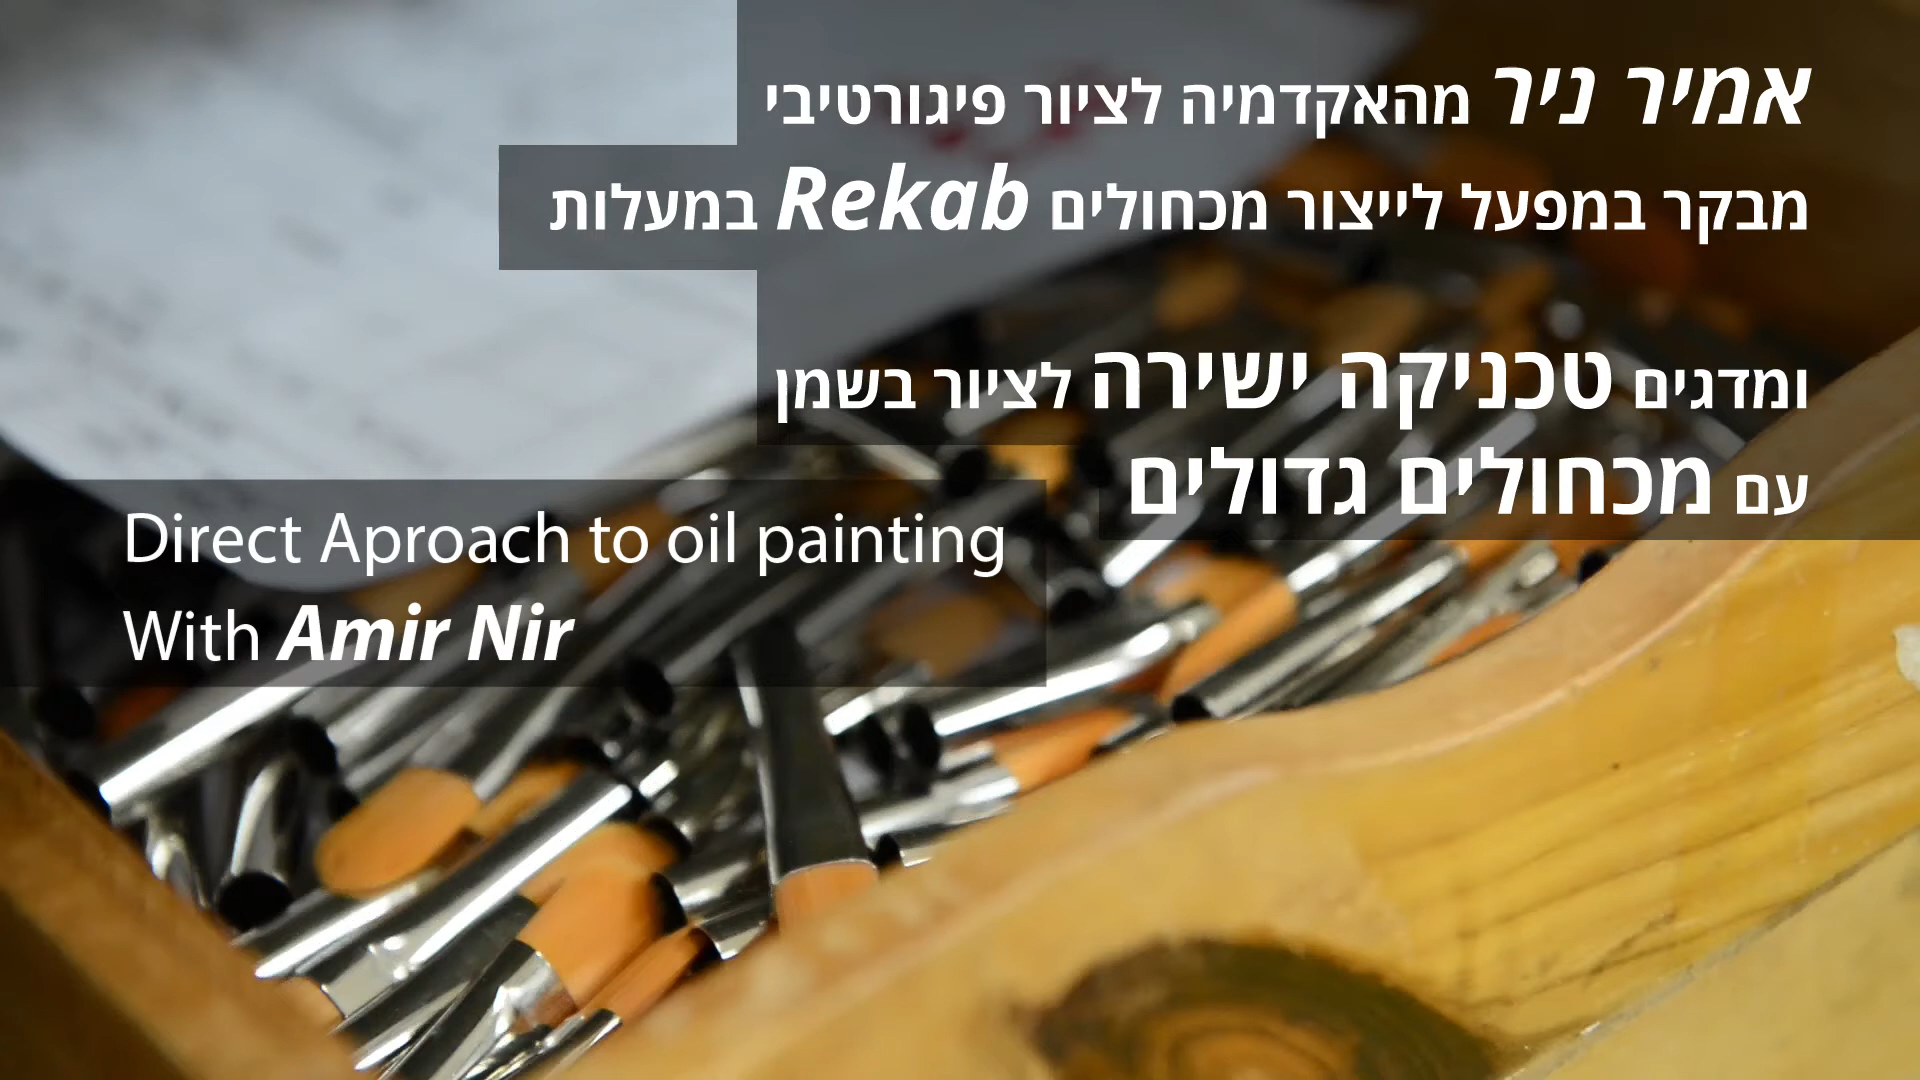 אמיר ניר מהאקדמיה לציור פיגורטיבי
מבקר במפעל לייצור מכחולים Rekab במעלות
ומדגים טכניקה ישירה לציור בשמן
עם מכחולים גדולים
Direct Aproach to oil painting
With Amir Nir